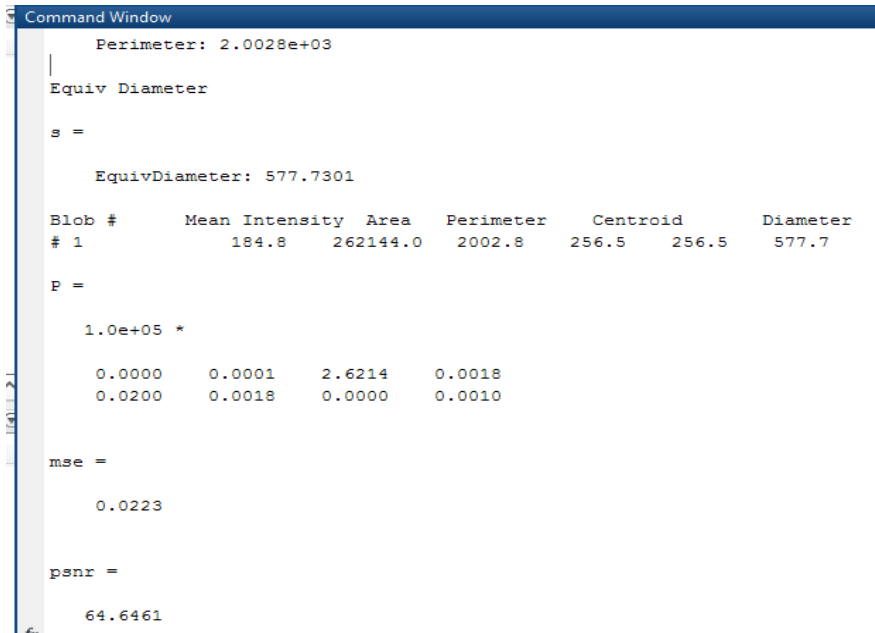 Command Window
Perimeter: 2.0028e+03
Equiv Diameter
s =
EquivDiameter: 577.7301
Blob # Mean Intensity Area Perimeter Centroid Diameter
# 1 184.8 262144.0 2002.8 256.5 256.5 577.7
P =
1.0e+05 *
0.0000 0.0001 2.6214 0.0018
0.0200 0.0018 0.0000 0.0010
mse =
0.0223
psnr =
64.6461